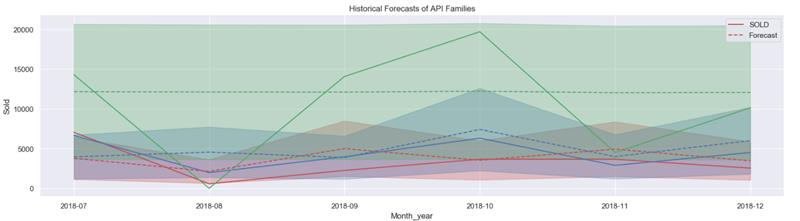 Historical Forecasts of API Families
SOLD
Forecast
20000
15000
10000
5000
0
Sold
2018-07 2018-08 2018-09 2018-10 2018-11 2018-12
Month_year